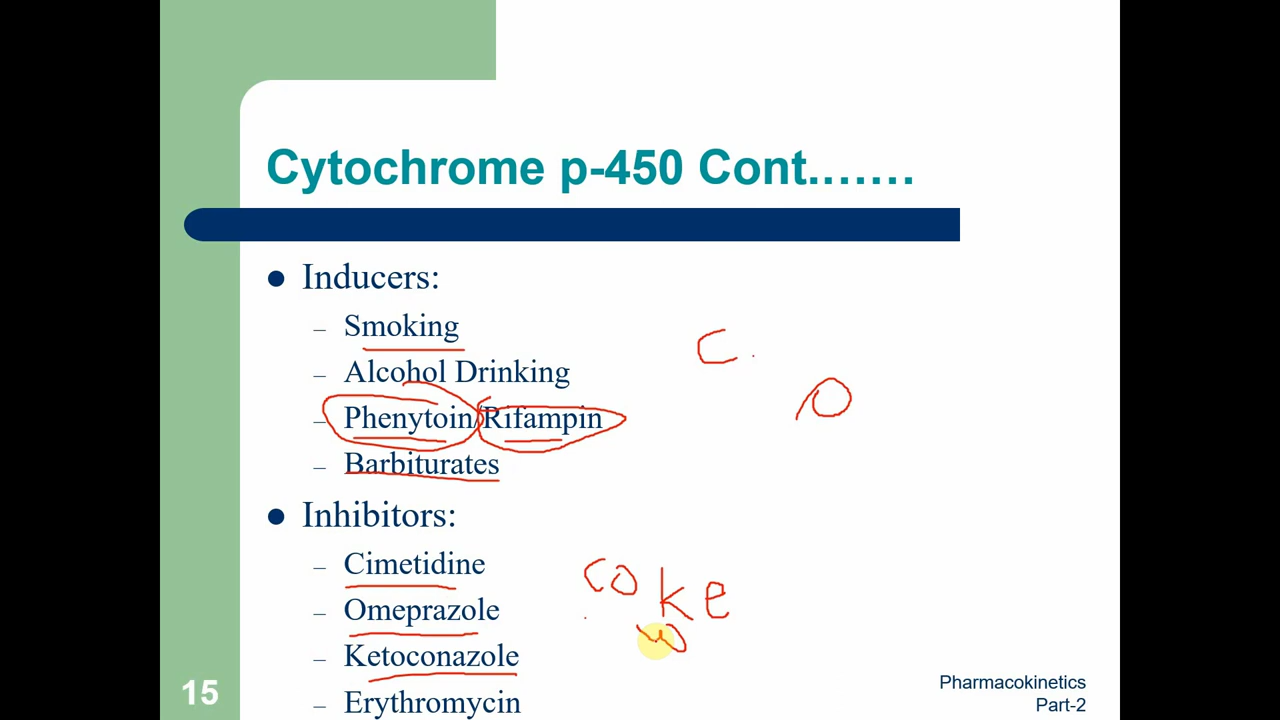 Cytochrome p-450 Cont.......
Inducers:
– Smoking
– Alcohol Drinking
– Phenytoin/Rifampin
– Barbiturates
C
O
Inhibitors:
– Cimetidine
– Omeprazole
– Ketoconazole
– Erythromycin
COKe
15
Pharmacokinetics
Part-2